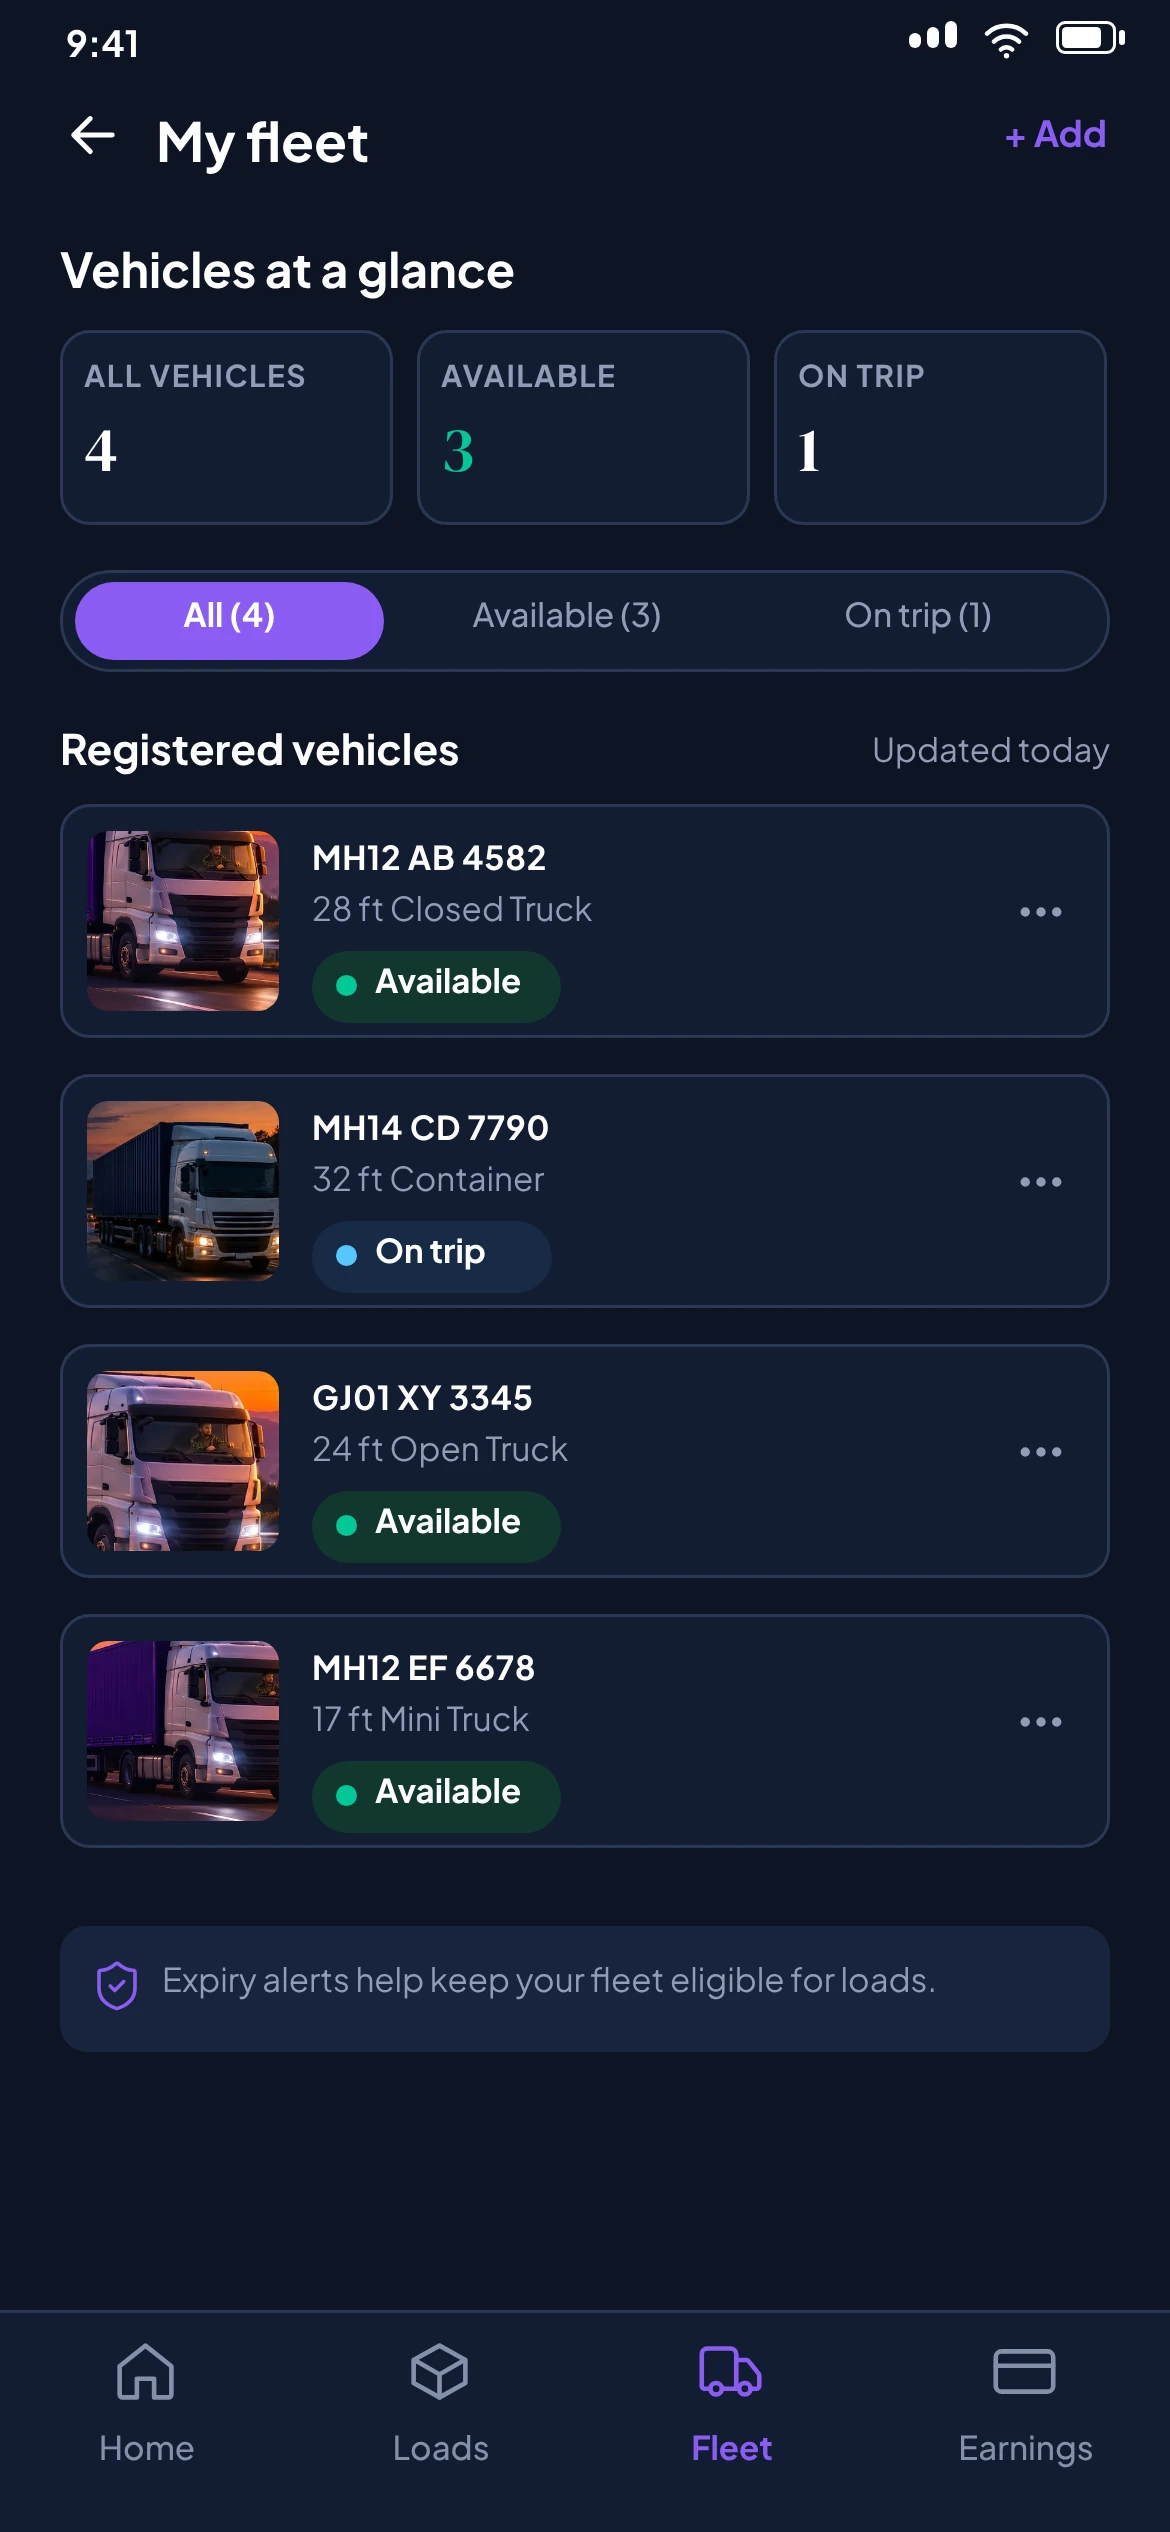 9:41
My fleet
+ Add
Vehicles at a glance
ALL VEHICLES
4
AVAILABLE
3
ON TRIP
1
All (4)
Available (3)
On trip (1)
Registered vehicles
Updated today
MH12 AB 4582
28 ft Closed Truck
Available
MH14 CD 7790
32 ft Container
On trip
GJ01 XY 3345
24 ft Open Truck
Available
MH12 EF 6678
17 ft Mini Truck
Available
Expiry alerts help keep your fleet eligible for loads.
Home
Loads
Fleet
Earnings